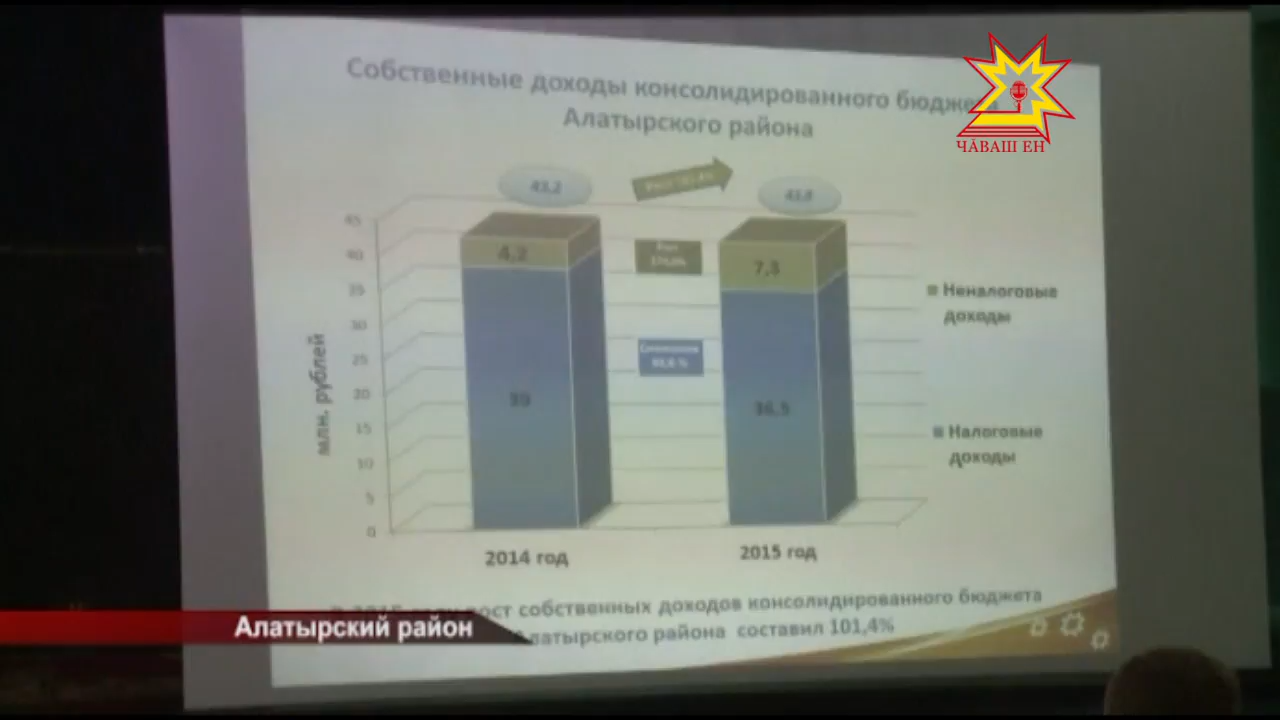 Собственные доходы консолидированного бюджета
Алатырского района
ЧӐВАШ ЕН
43,2
43,8
45
40
35
30
25
20
15
10
5
0
млн. рублей
4,2
7,3
39
36,5
Неналоговые
доходы
Налоговые
доходы
2014 год
2015 год
рост собственных доходов консолидированного бюджета
Алатырского района составил 101,4%
Алатырский район